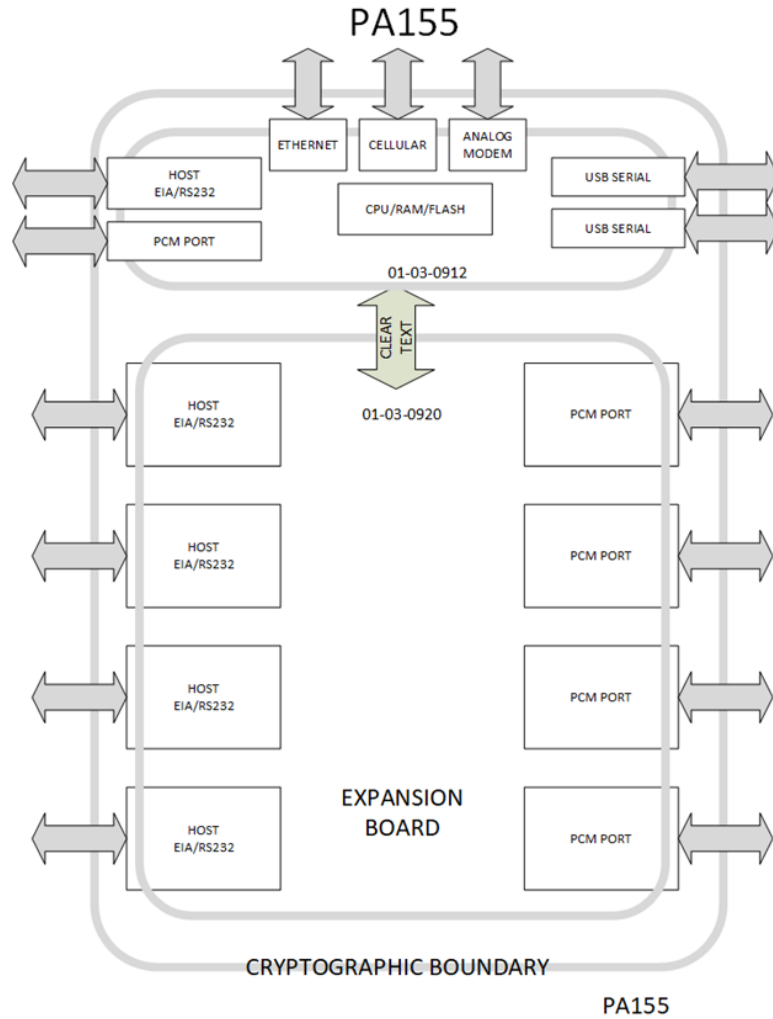 PA155
ETHERNET
CELLULAR
ANALOG
MODEM
HOST
EIA/RS232
USB SERIAL
CPU/RAM/FLASH
PCM PORT
USB SERIAL
01-03-0912
CLEAR
TEXT
HOST
EIA/RS232
01-03-0920
PCM PORT
HOST
EIA/RS232
PCM PORT
HOST
EIA/RS232
PCM PORT
EXPANSION
BOARD
HOST
EIA/RS232
PCM PORT
CRYPTOGRAPHIC BOUNDARY
PA155